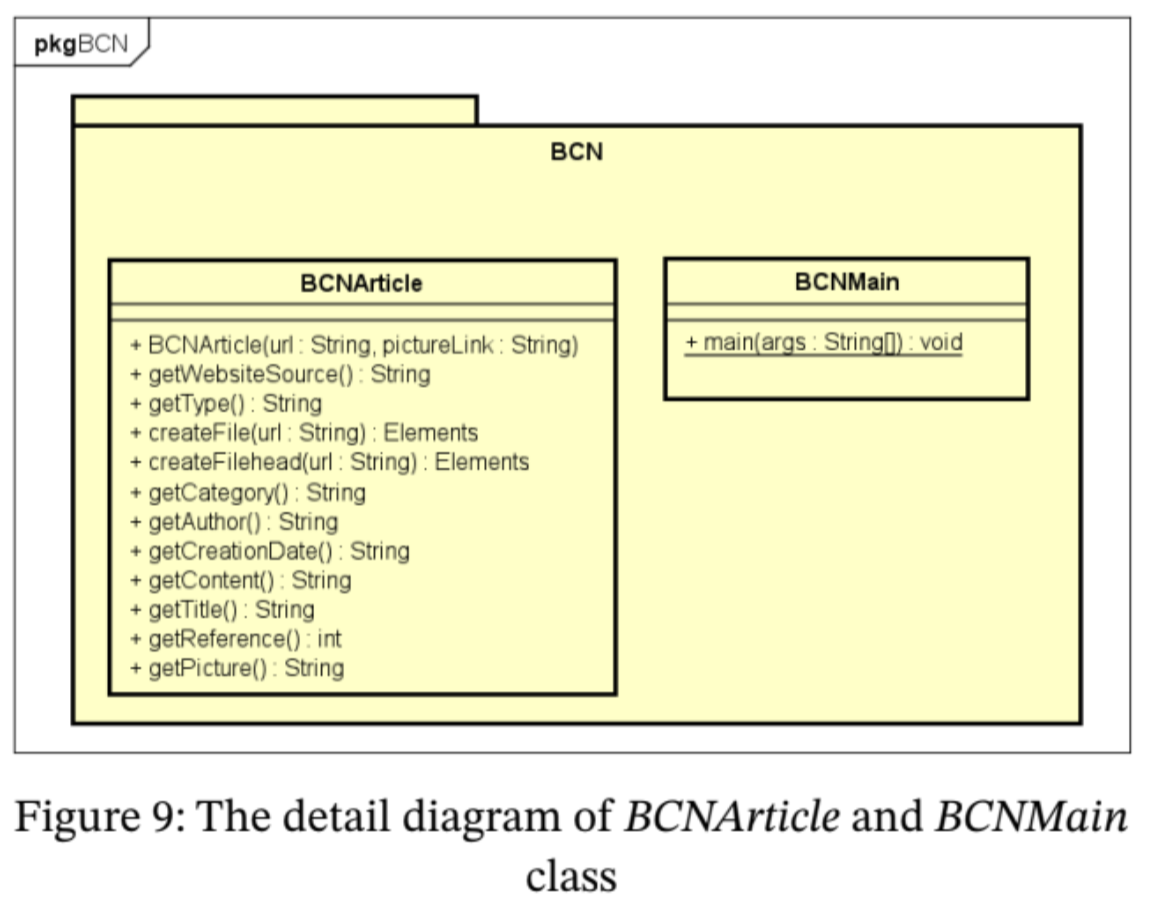 pkgBCN
BCN
BCNArticle
+ BCNArticle(url : String, pictureLink : String)
+ getWebsiteSource() : String
+ getType() : String
+ createFile(url : String) : Elements
+ createFilehead(url : String) : Elements
+ getCategory() : String
+ getAuthor() : String
+ getCreationDate() : String
+ getContent() : String
+ getTitle() : String
+ getReference() : int
+ getPicture() : String
BCNMain
+ main(args : String[]) : void
Figure 9: The detail diagram of BCNArticle and BCNMain
class